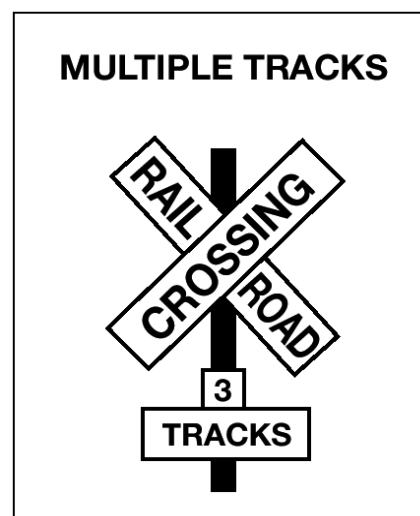 MULTIPLE TRACKS
RAIL
CROSSING
ROAD
3
TRACKS